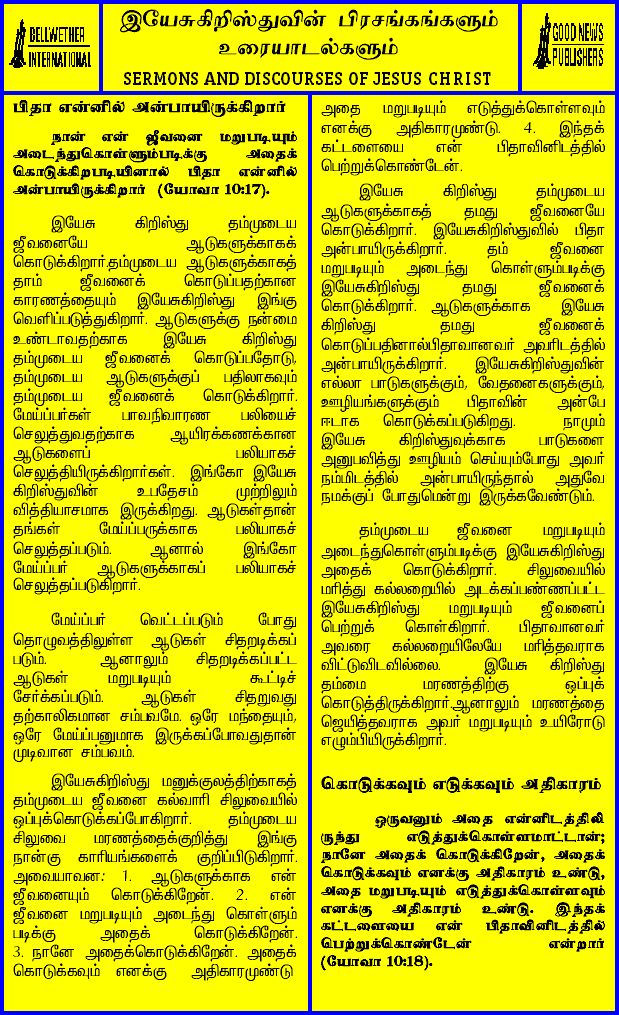 BELLWETHER
INTERNATIONAL
இயேசுகிறிஸ்துவின் பிரசங்கங்களும்
உரையாடல்களும்
SERMONS AND DISCOURSES OF JESUS CHRIST
GOOD NEWS
PUBLISHERS
பிதா என்னில் அன்பாயிருக்கிறார்
நான் என் ஜீவனை மறுபடியும்
அடைந்துகொள்ளும்படிக்கு அதைக்
கொடுக்கிறபடியினால் பிதா என்னில்
அன்பாயிருக்கிறார் (யோவா 10:17).
இயேசு கிறிஸ்து தம்முடைய
ஜீவனையே ஆடுகளுக்காகக்
கொடுக்கிறார்.தம்முடைய ஆடுகளுக்காகத்
தாம் ஜீவனைக் கொடுப்பதற்கான
காரணத்தையும் இயேசுகிறிஸ்து இங்கு
வெளிப்படுத்துகிறார். ஆடுகளுக்கு நன்மை
உண்டாவதற்காக இயேசு கிறிஸ்து
தம்முடைய ஜீவனைக் கொடுப்பதோடு,
தம்முடைய ஆடுகளுக்குப் பதிலாகவும்
தம்முடைய ஜீவனைக் கொடுக்கிறார்.
மேய்ப்பர்கள் பாவநிவாரண பலியைச்
செலுத்துவதற்காக ஆயிரக்கணக்கான
ஆடுகளைப் பலியாகச்
செலுத்தியிருக்கிறார்கள். இங்கோ இயேசு
கிறிஸ்துவின் உபதேசம் முற்றிலும்
வித்தியாசமாக இருக்கிறது. ஆடுகள்தான்
தங்கள் மேய்ப்பருக்காக பலியாகச்
செலுத்தப்படும். ஆனால் இங்கோ
மேய்ப்பர் ஆடுகளுக்காகப் பலியாகச்
செலுத்தப்படுகிறார்.
மேய்ப்பர் வெட்டப்படும் போது
தொழுவத்திலுள்ள ஆடுகள் சிதறடிக்கப்
படும். ஆனாலும் சிதறடிக்கப்பட்ட
ஆடுகள் மறுபடியும் கூட்டிச்
சேர்க்கப்படும். ஆடுகள் சிதறுவது
தற்காலிகமான சம்பவமே. ஒரே மந்தையும்,
ஒரே மேய்ப்பனுமாக இருக்கப்போவதுதான்
முடிவான சம்பவம்.
இயேசுகிறிஸ்து மனுக்குலத்திற்காகத்
தம்முடைய ஜீவனை கல்வாரி சிலுவையில்
ஒப்புக்கொடுக்கப்போகிறார். தம்முடைய
சிலுவை மரணத்தைக்குறித்து இங்கு
நான்கு காரியங்களைக் குறிப்பிடுகிறார்.
அவையாவன: 1. ஆடுகளுக்காக என்
ஜீவனையும் கொடுக்கிறேன். 2. என்
ஜீவனை மறுபடியும் அடைந்து கொள்ளும்
படிக்கு அதைக் கொடுக்கிறேன்.
3. நானே அதைக்கொடுக்கிறேன். அதைக்
கொடுக்கவும் எனக்கு அதிகாரமுண்டு
அதை மறுபடியும் எடுத்துக்கொள்ளவும்
எனக்கு அதிகாரமுண்டு. 4. இந்தக்
கட்டளையை என் பிதாவினிடத்தில்
பெற்றுக்கொண்டேன்.
இயேசு கிறிஸ்து தம்முடைய
ஆடுகளுக்காகத் தமது ஜீவனையே
கொடுக்கிறார். இயேசுகிறிஸ்துவில் பிதா
அன்பாயிருக்கிறார். தம் ஜீவனை
மறுபடியும் அடைந்து கொள்ளும்படிக்கு
இயேசுகிறிஸ்து தமது ஜீவனைக்
கொடுக்கிறார். ஆடுகளுக்காக இயேசு
கிறிஸ்து தமது ஜீவனைக்
கொடுப்பதினால்பிதாவானவர் அவரிடத்தில்
அன்பாயிருக்கிறார். இயேசுகிறிஸ்துவின்
எல்லா பாடுகளுக்கும், வேதனைகளுக்கும்,
ஊழியங்களுக்கும் பிதாவின் அன்பே
ஈடாக கொடுக்கப்படுகிறது. நாமும்
இயேசு கிறிஸ்துவுக்காக பாடுகளை
அனுபவித்து ஊழியம் செய்யும்போது அவர்
நம்மிடத்தில் அன்பாயிருந்தால் அதுவே
நமக்குப் போதுமென்று இருக்கவேண்டும்.
தம்முடைய ஜீவனை மறுபடியும்
அடைந்துகொள்ளும்படிக்கு இயேசுகிறிஸ்து
அதைக் கொடுக்கிறார். சிலுவையில்
மரித்து கல்லறையில் அடக்கப்பண்ணப்பட்ட
இயேசுகிறிஸ்து மறுபடியும் ஜீவனைப்
பெற்றுக் கொள்கிறார். பிதாவானவர்
அவரை கல்லறையிலேயே மரித்தவராக
விட்டுவிடவில்லை. இயேசு கிறிஸ்து
தம்மை மரணத்திற்கு ஒப்புக்
கொடுத்திருக்கிறார்.ஆனாலும் மரணத்தை
ஜெயித்தவராக அவர் மறுபடியும் உயிரோடு
எழும்பியிருக்கிறார்.
கொடுக்கவும் எடுக்கவும் அதிகாரம்
ஒருவனும் அதை என்னிடத்திலி
ருந்து எடுத்துக்கொள்ளமாட்டான்;
நானே அதைக் கொடுக்கிறேன், அதைக்
கொடுக்கவும் எனக்கு அதிகாரம் உண்டு,
அதை மறுபடியும் எடுத்துக்கொள்ளவும்
எனக்கு அதிகாரம் உண்டு. இந்தக்
கட்டளையை என் பிதாவினிடத்தில்
பெற்றுக்கொண்டேன் என்றார்
(யோவா 10:18).